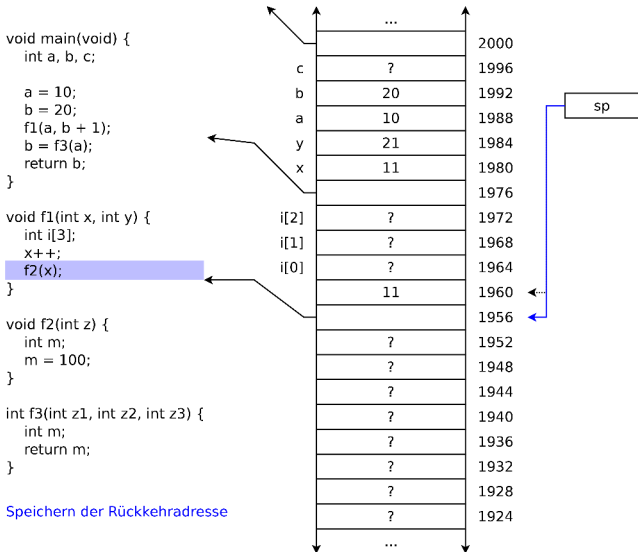 void main(void) {
int a, b, c;
a = 10;
b = 20;
f1(a, b + 1);
b = f3(a);
return b;
}
void f1(int x, int y) {
int i[3];
x++;
f2(x);
}
void f2(int z) {
int m;
m = 100;
}
int f3(int z1, int z2, int z3) {
int m;
return m;
}
Speichern der Rückkehradresse
...
2000
c ? 1996
b 20 1992
a 10 1988
y 21 1984
x 11 1980
1976
i[2] ? 1972
i[1] ? 1968
i[0] ? 1964
11 1960
1956
? 1952
? 1948
? 1944
? 1940
? 1936
? 1932
? 1928
? 1924
...
sp